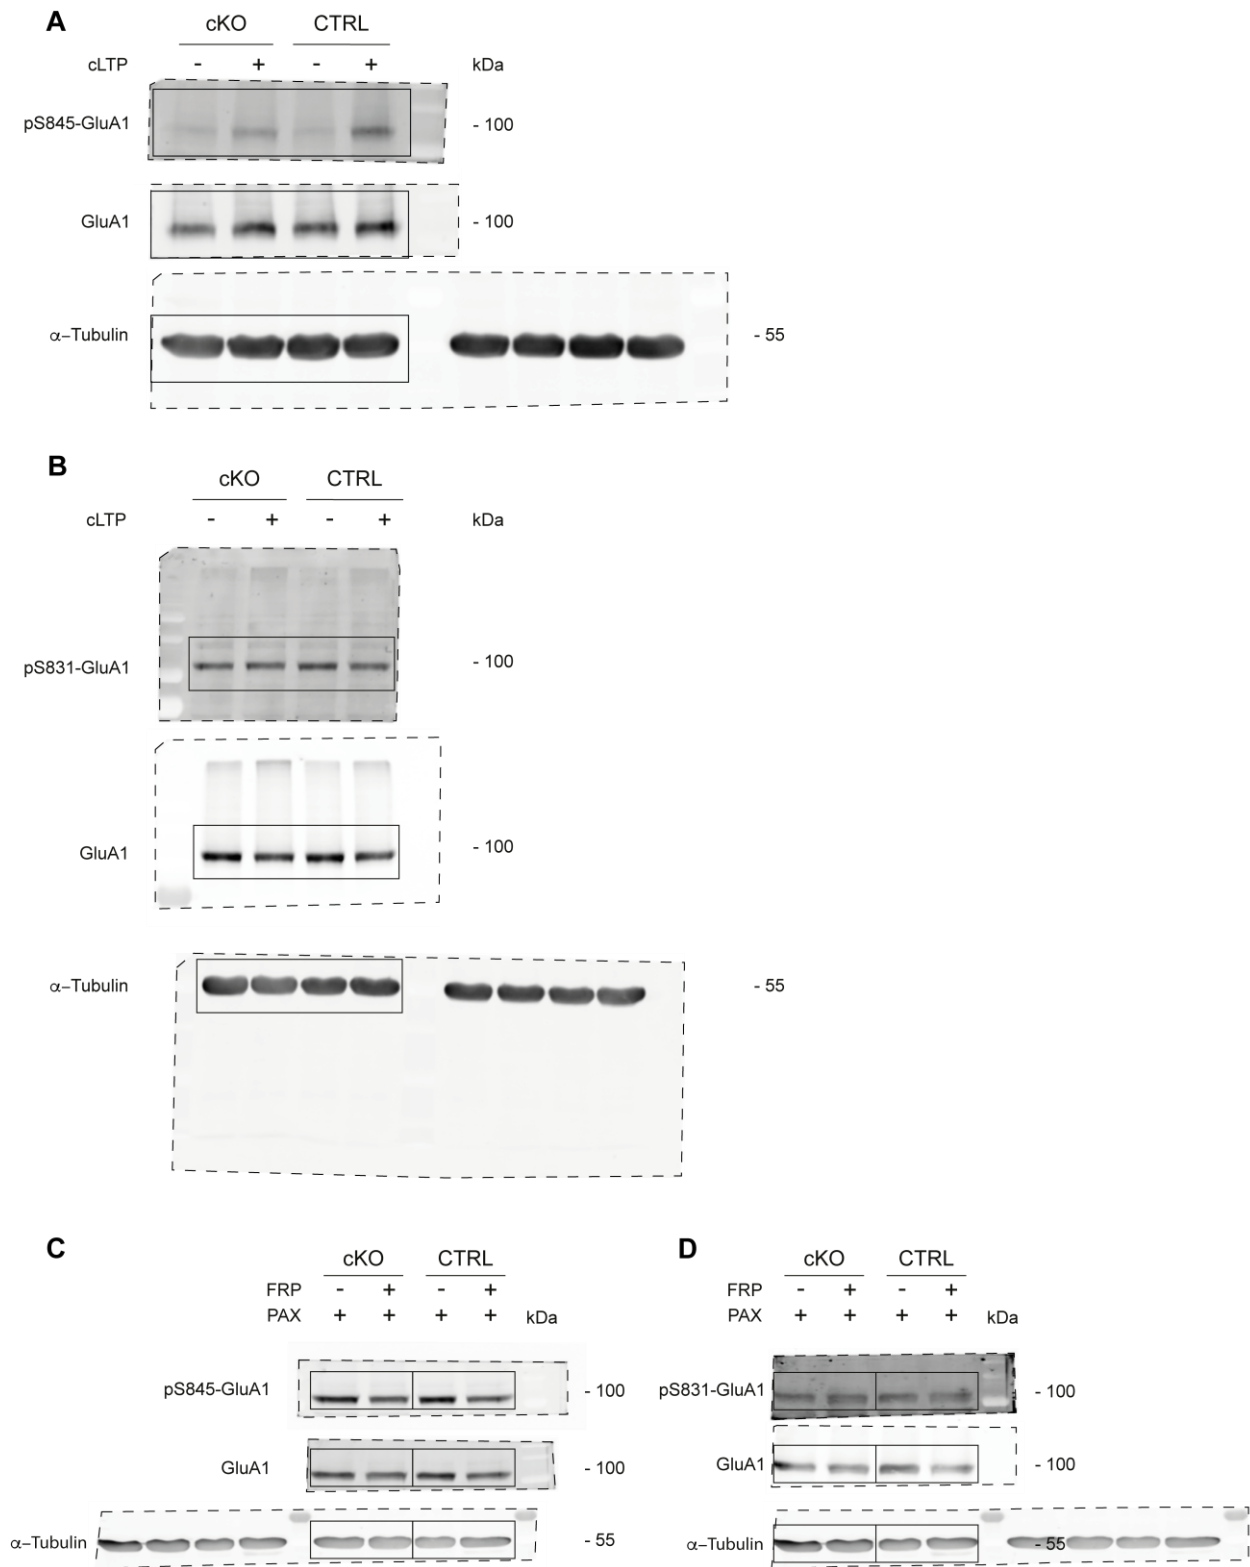 A
cKO CTRL
cLTP - + - + kDa
pS845-GluA1 - 100
GluA1 - 100
α−Tubulin - 55
B
cKO CTRL
cLTP - + - + kDa
pS831-GluA1 - 100
GluA1 - 100
α−Tubulin - 55
C
cKO CTRL
FRP - + - +
PAX + + + + kDa
pS845-GluA1 - 100
GluA1 - 100
α−Tubulin - 55
D
cKO CTRL
FRP - + - +
PAX + + + + kDa
pS831-GluA1 - 100
GluA1 - 100
α−Tubulin - 55